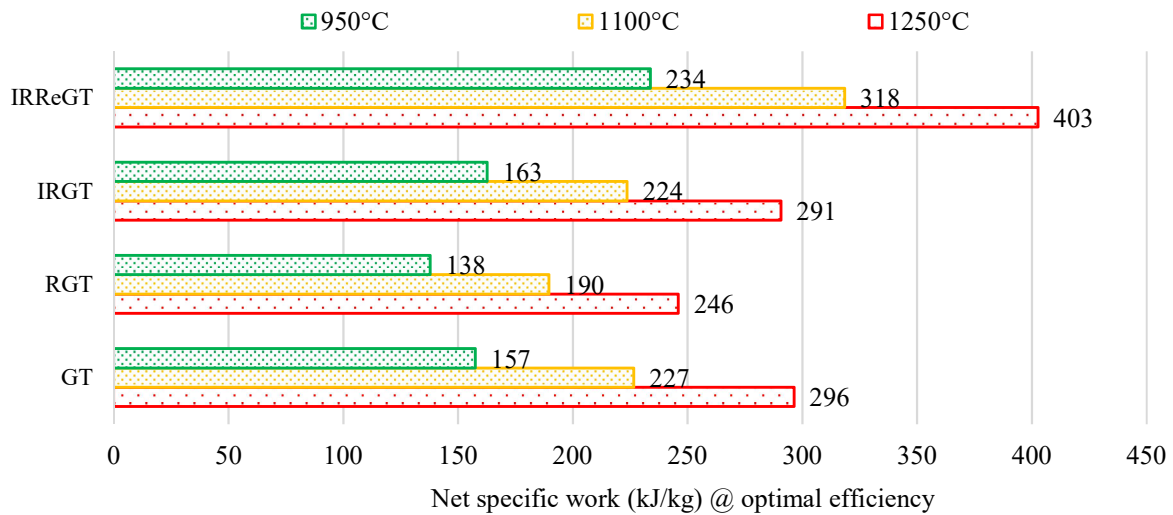 950°C 1100°C 1250°C
IRReGT
234
318
403
IRGT
163
224
291
RGT
138
190
246
GT
157
227
296
0 50 100 150 200 250 300 350 400 450
Net specific work (kJ/kg) @ optimal efficiency